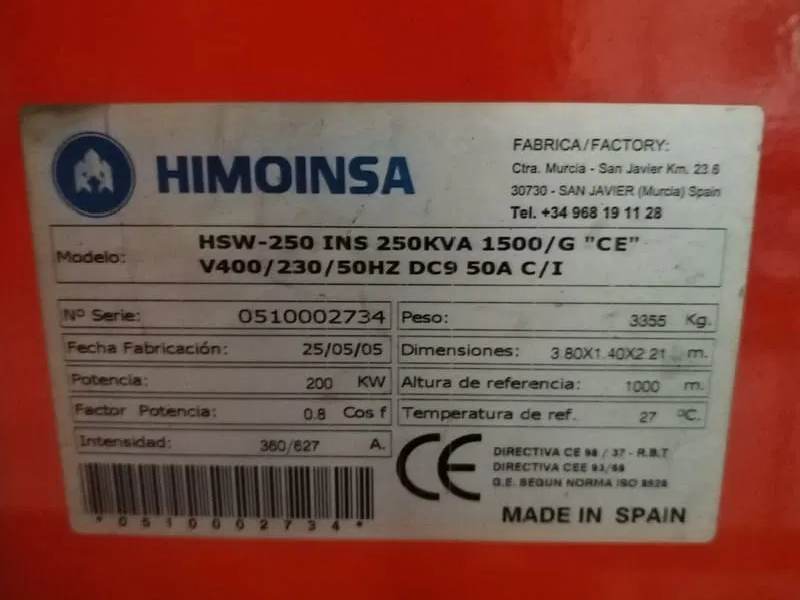 HIMOINSA
FABRICA/FACTORY:
Ctra. Murcia - San Javier Km. 23.6
30730 - SAN JAVIER (Murcia) Spain
Tel. +34 968 19 11 28
Modelo: HSW-250 INS 250KVA 1500/G "CE"
V400/230/50HZ DC9 50A C/I
Nº Serie: 0510002734
Peso: 3355 Kg.
Fecha Fabricación: 25/05/05
Dimensiones: 3.80X1.40X2.21 m.
Potencia: 200 KW
Altura de referencia: 1000 m.
Factor Potencia: 0.8 Cos f
Temperatura de ref. 27 ºC.
Intensidad: 360/627 A.
CE
DIRECTIVA CE 98 / 37 - R.B.T
DIRECTIVA CEE 93/68
G.E. SEGUN NORMA ISO 8528
MADE IN SPAIN
*0510002734*